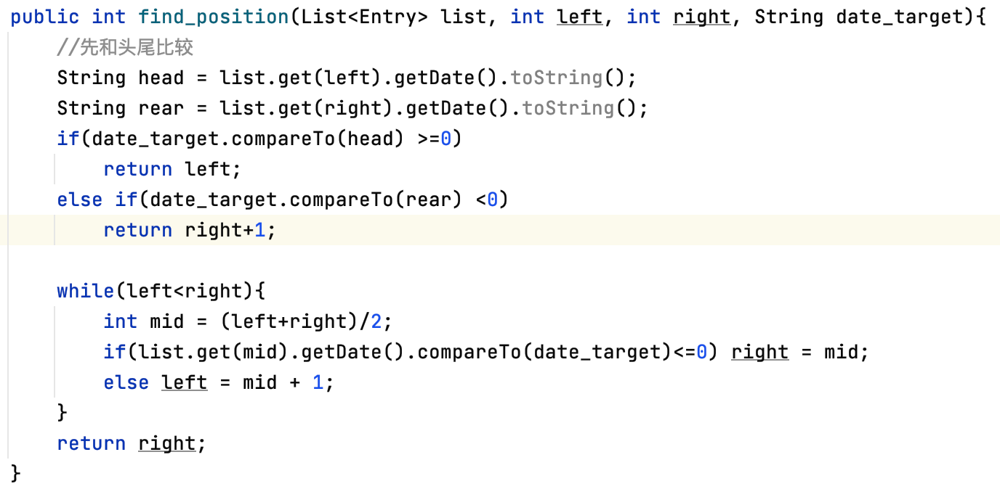 public int find_position(List<Entry> list, int left, int right, String date_target){
    //先和头尾比较
    String head = list.get(left).getDate().toString();
    String rear = list.get(right).getDate().toString();
    if(date_target.compareTo(head) >=0)
        return left;
    else if(date_target.compareTo(rear) <0)
        return right+1;

    while(left<right){
        int mid = (left+right)/2;
        if(list.get(mid).getDate().compareTo(date_target)<=0) right = mid;
        else left = mid + 1;
    }
    return right;
}